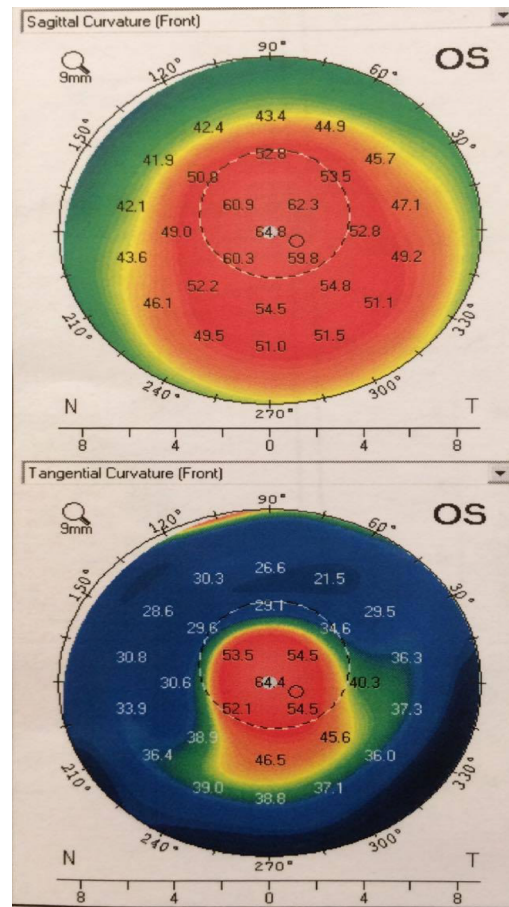 Sagittal Curvature (Front)
OS
9mm
90°
120° 60°
150° 30°
43.4
42.4 44.9
52.8
41.9 45.7
50.8 53.5
42.1 60.9 62.3 47.1
49.0 64.8 52.8
43.6 60.3 59.8 49.2
52.2 54.8
46.1 54.5 51.1
49.5 51.5
51.0
210° 330°
240° 300°
270°
N T
8 4 0 4 8
Tangential Curvature (Front)
OS
9mm
90°
120° 60°
150° 30°
26.6
30.3 21.5
28.6 29.1 29.5
29.6 34.6
30.8 53.5 54.5 36.3
30.6 64.4 40.3
33.9 52.1 54.5 37.3
38.9 45.6
36.4 46.5 36.0
39.0 37.1
38.8
210° 330°
240° 300°
270°
N T
8 4 0 4 8